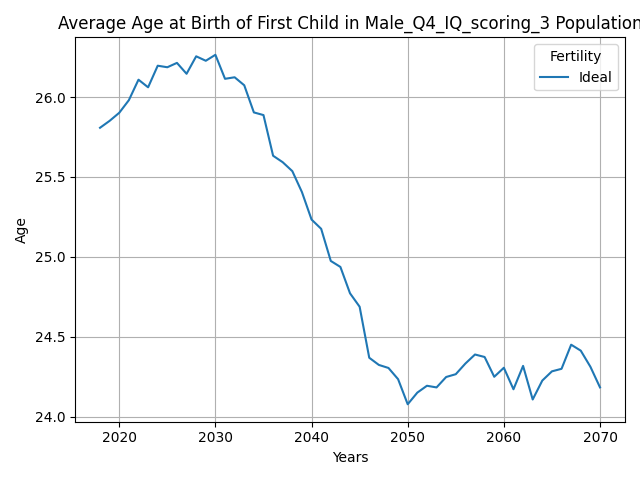 Average Age at Birth of First Child in Male_Q4_IQ_scoring_3 Population
Fertility
Ideal
Age
26.0
25.5
25.0
24.5
24.0
2020 2030 2040 2050 2060 2070
Years